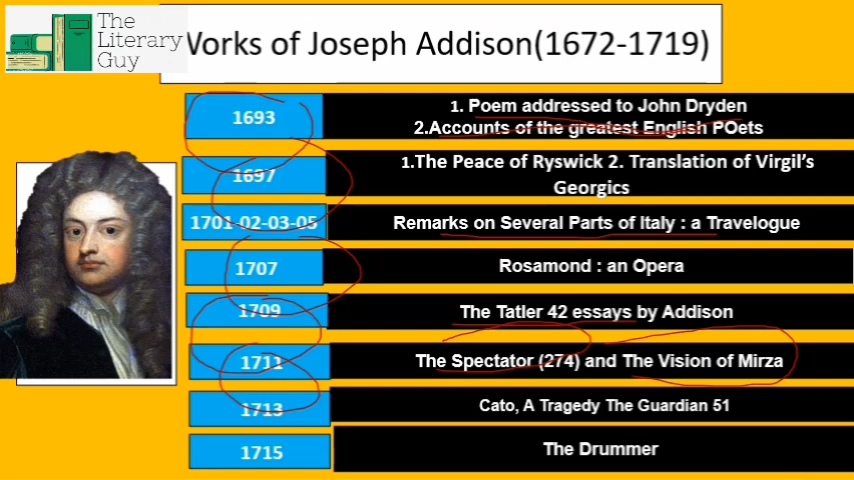 The
Literary
Guy
Works of Joseph Addison(1672-1719)
1693
1. Poem addressed to John Dryden
2.Accounts of the greatest English POets
1697
1.The Peace of Ryswick 2. Translation of Virgil's
Georgics
1701-02-03-05
Remarks on Several Parts of Italy : a Travelogue
1707
Rosamond : an Opera
1709
The Tatler 42 essays by Addison
1711
The Spectator (274) and The Vision of Mirza
1713
Cato, A Tragedy The Guardian 51
1715
The Drummer